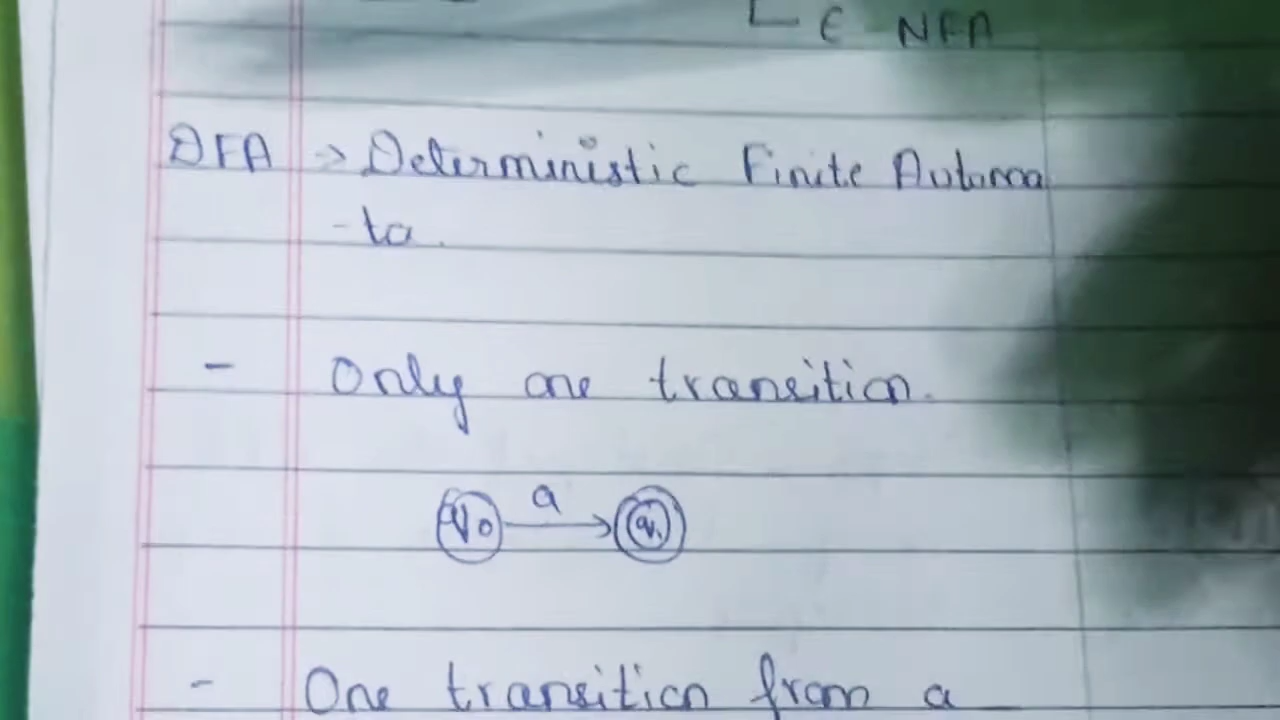 ε NFA
DFA → Deterministic Finite Automa
-ta.
- Only one transition.
q0 a q1
- One transition from a